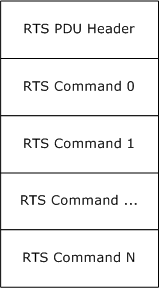 RTS PDU Header
RTS Command 0
RTS Command 1
RTS Command ...
RTS Command N